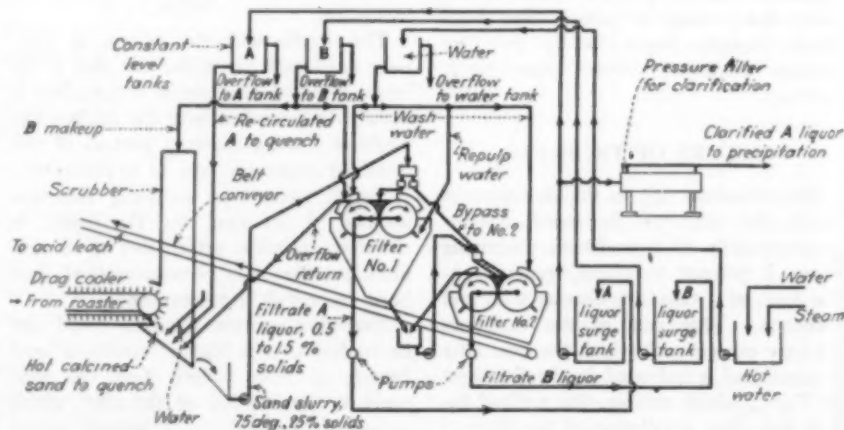 Constant
level
tanks
A
B
Water
Overflow
to A tank
Overflow
to B tank
Overflow
to water tank
Pressure filter
for clarification
B makeup
Re-circulated
A to quench
Wash
water
Repulp
water
Clarified A liquor
to precipitation
Scrubber
Belt
conveyor
Bypass
to No.2
To acid leach
Overflow
return
Filter
No.1
Drag cooler
From roaster
Filtrate A
liquor, 0.5
to 1.5 %
solids
Filter No.2
A
liquor
surge
tank
B
liquor
surge
tank
Water
Steam
Hot calcined
sand to quench
Water
Pumps
Filtrate B liquor
Hot
water
Sand slurry,
75 deg., 25% solids